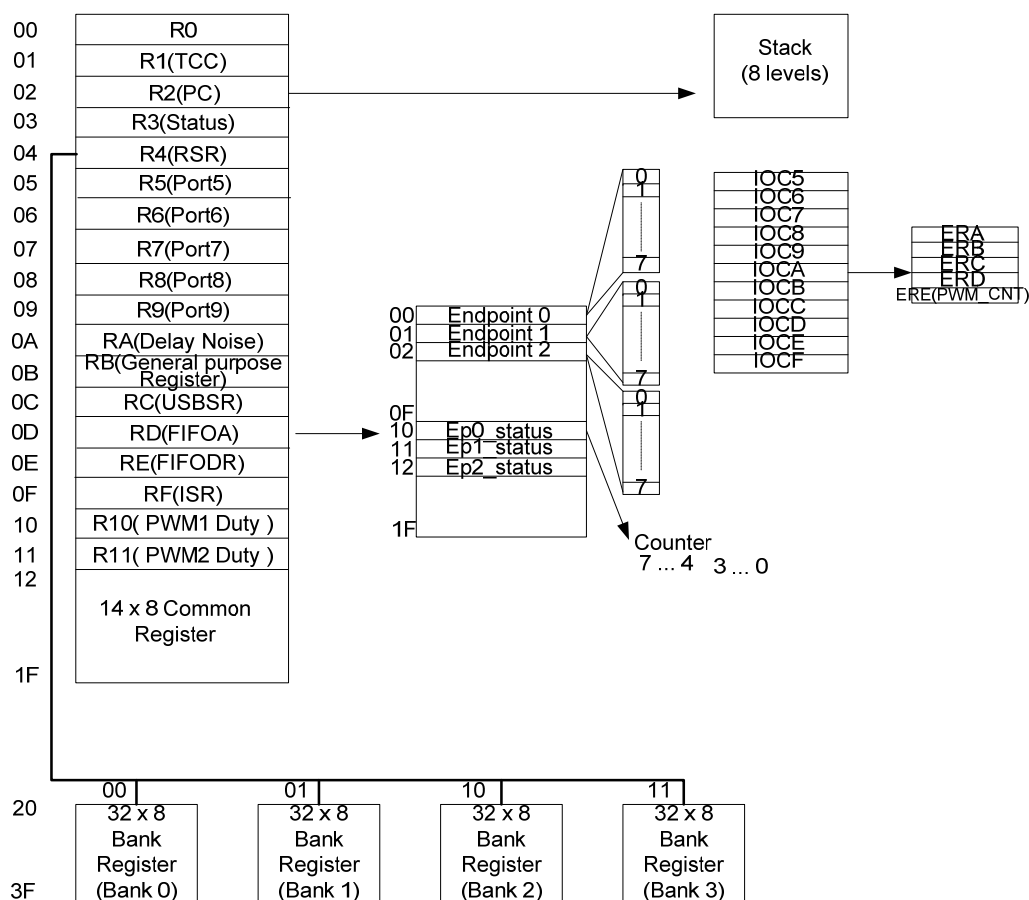 00 R0
01 R1(TCC)
02 R2(PC)
03 R3(Status)
04 R4(RSR)
05 R5(Port5)
06 R6(Port6)
07 R7(Port7)
08 R8(Port8)
09 R9(Port9)
0A RA(Delay Noise)
0B RB(General purpose
Register)
0C RC(USBSR)
0D RD(FIFOA)
0E RE(FIFODR)
0F RF(ISR)
10 R10( PWM1 Duty )
11 R11( PWM2 Duty )
12
14 x 8 Common
Register
1F
Stack
(8 levels)
00 Endpoint 0
01 Endpoint 1
02 Endpoint 2
0F
10 Ep0_status
11 Ep1_status
12 Ep2_status
1F
0
1
7
0
1
7
0
1
7
Counter
7 ... 4 3 ... 0
IOC5
IOC6
IOC7
IOC8
IOC9
IOCA
IOCB
IOCC
IOCD
IOCE
IOCF
ERA
ERB
ERC
ERD
ERE(PWM_CNT)
00 01 10 11
20
32 x 8
Bank
Register
(Bank 0)
32 x 8
Bank
Register
(Bank 1)
32 x 8
Bank
Register
(Bank 2)
32 x 8
Bank
Register
(Bank 3)
3F